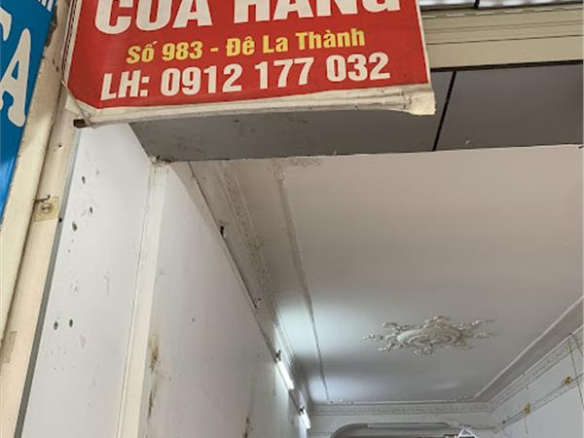 CỬA HÀNG
Số 983 - Đê La Thành
LH: 0912 177 032